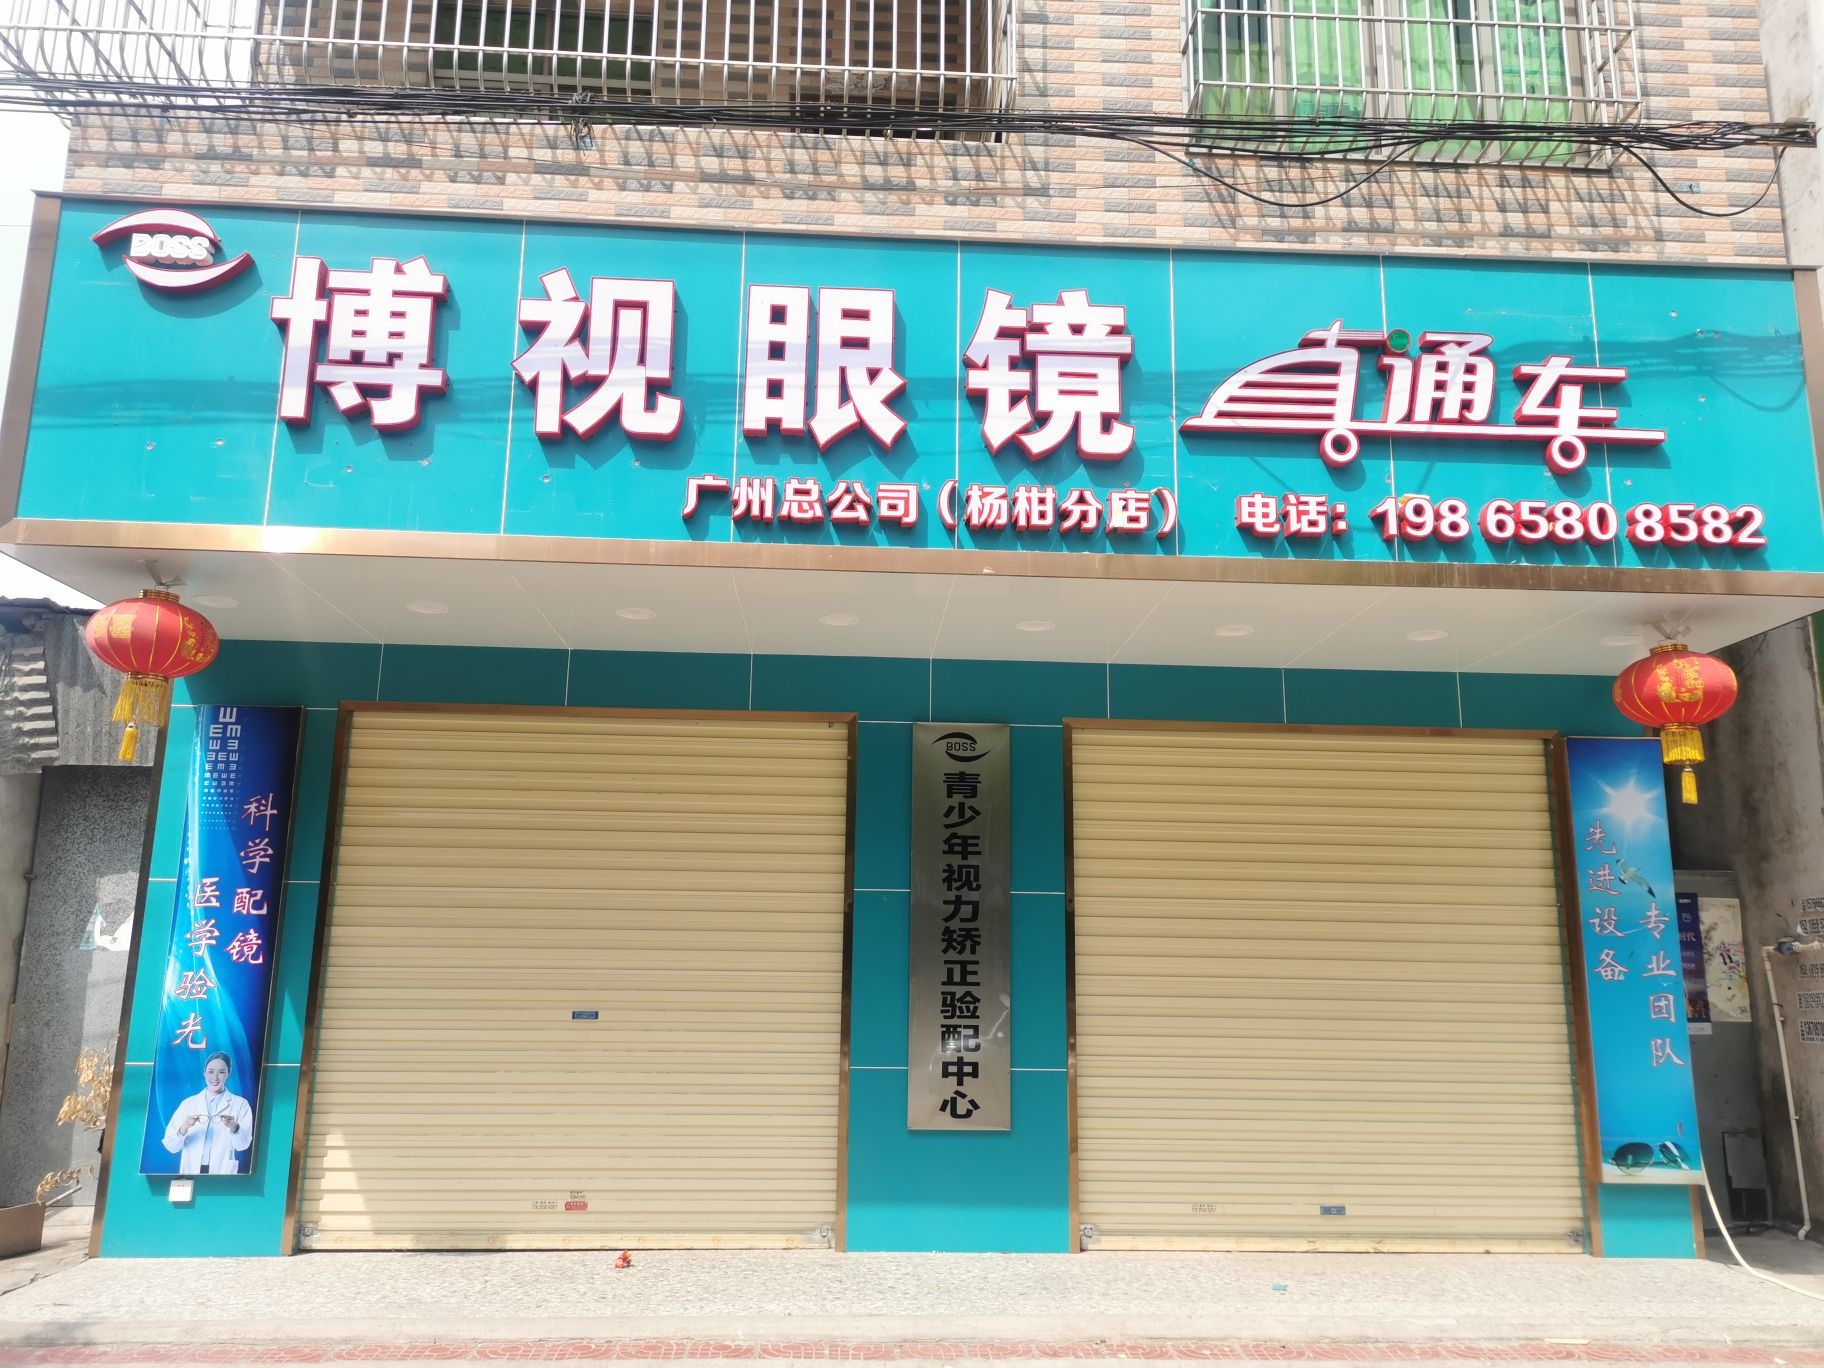 BOSS
博视眼镜直通车
广州总公司（杨柑分店） 电话：198 6580 8582
科学配镜
医学验光
BOSS
青少年视力矫正验配中心
先进设备
专业团队